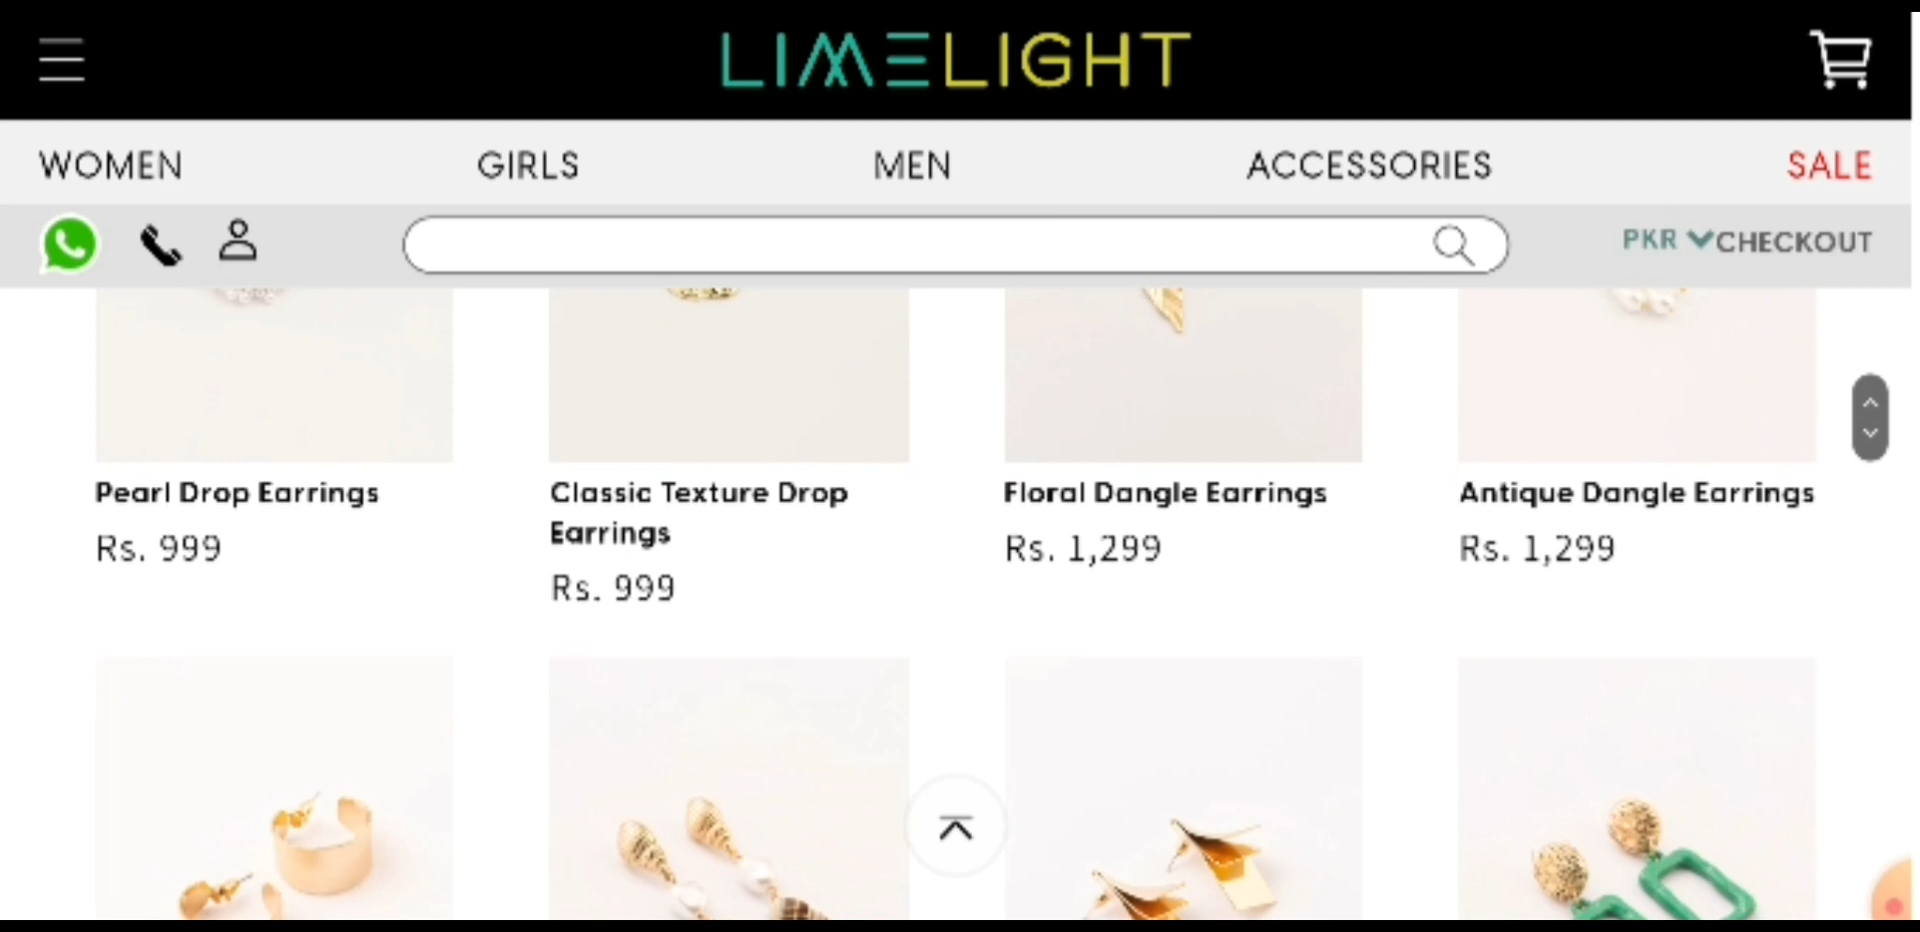 LIMELIGHT
WOMEN GIRLS MEN ACCESSORIES SALE
PKR CHECKOUT
Pearl Drop Earrings
Rs. 999
Classic Texture Drop
Earrings
Rs. 999
Floral Dangle Earrings
Rs. 1,299
Antique Dangle Earrings
Rs. 1,299